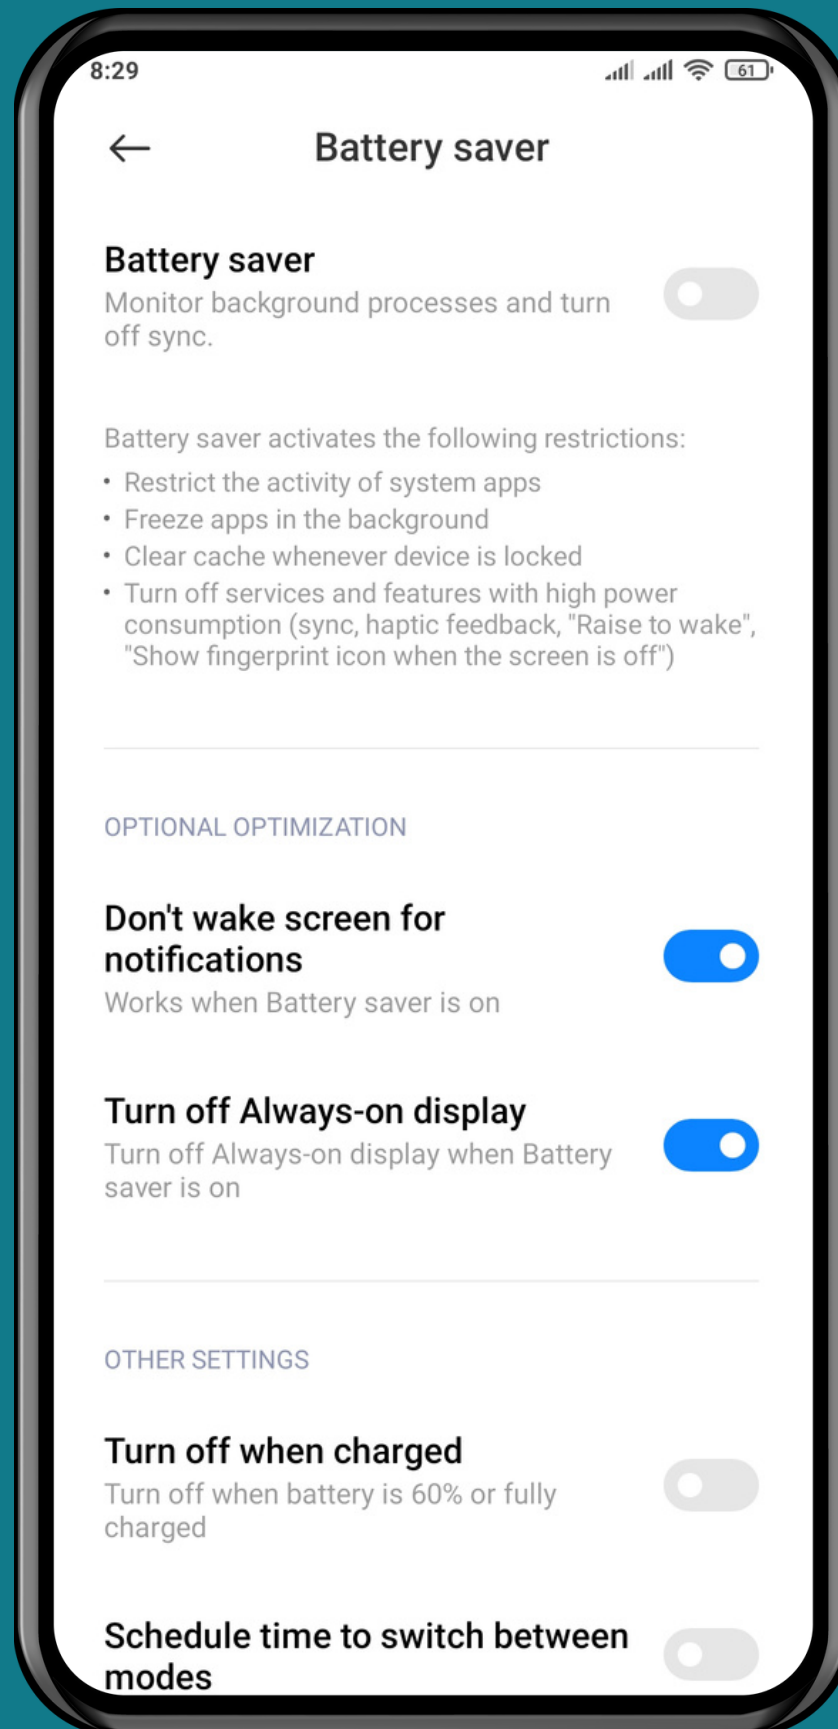 8:29
61
Battery saver
Battery saver
Monitor background processes and turn
off sync.
Battery saver activates the following restrictions:
• Restrict the activity of system apps
• Freeze apps in the background
• Clear cache whenever device is locked
• Turn off services and features with high power
consumption (sync, haptic feedback, "Raise to wake",
"Show fingerprint icon when the screen is off")
OPTIONAL OPTIMIZATION
Don't wake screen for
notifications
Works when Battery saver is on
Turn off Always-on display
Turn off Always-on display when Battery
saver is on
OTHER SETTINGS
Turn off when charged
Turn off when battery is 60% or fully
charged
Schedule time to switch between
modes